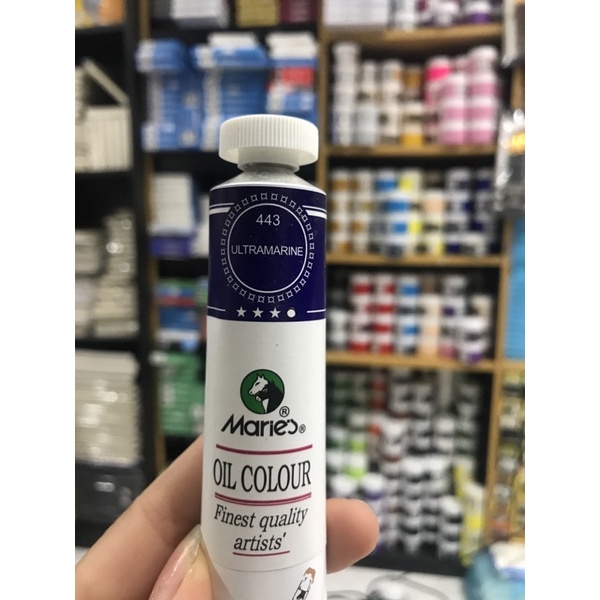 443
ULTRAMARINE
Marie's®
OIL COLOUR
Finest quality
artists'